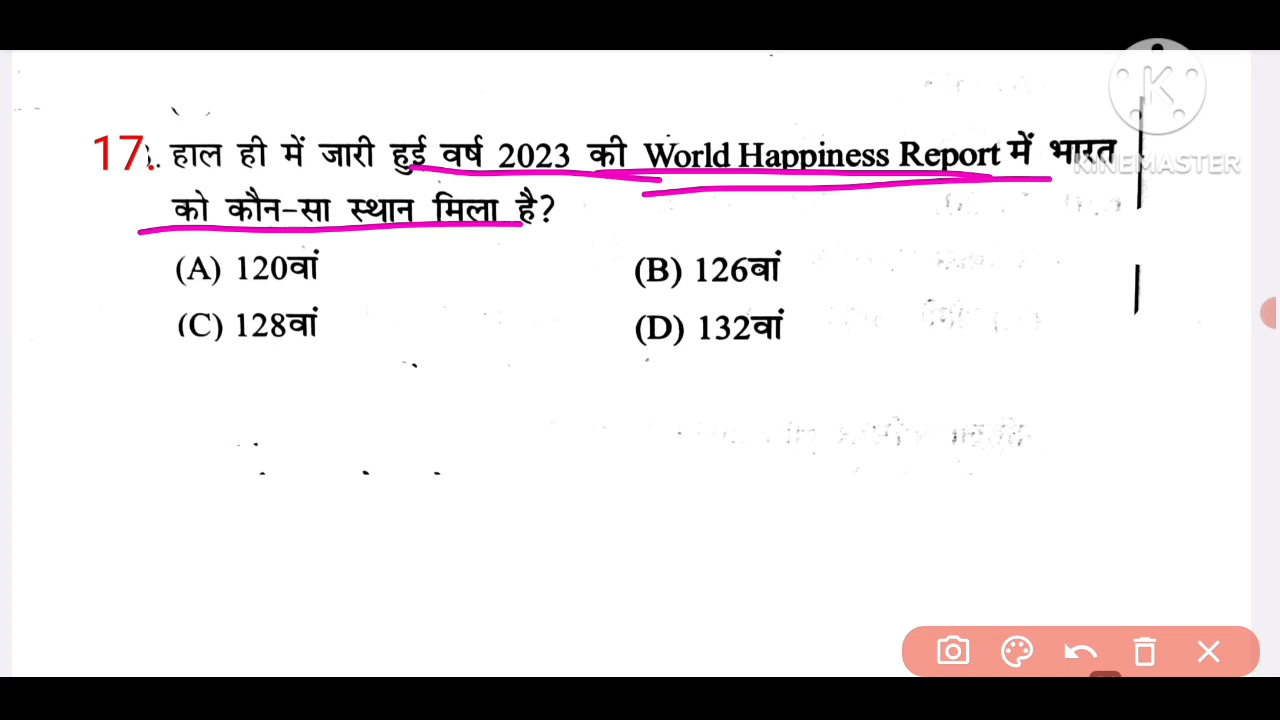 KINEMASTER
17. हाल ही में जारी हुई वर्ष 2023 की World Happiness Report में भारत
को कौन-सा स्थान मिला है?
(A) 120वां (B) 126वां
(C) 128वां (D) 132वां